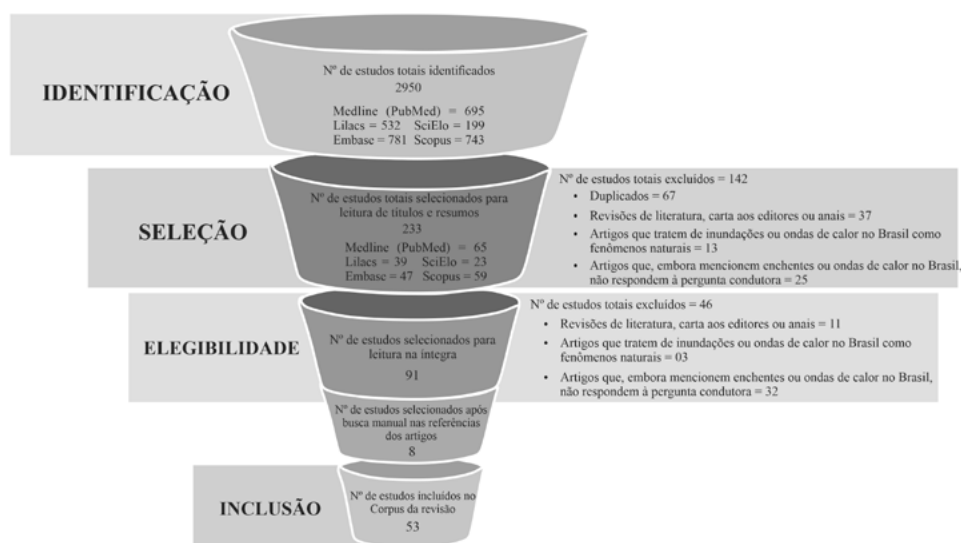 IDENTIFICAÇÃO
Nº de estudos totais identificados
2950
Medline (PubMed) = 695
Lilacs = 532 SciElo = 199
Embase = 781 Scopus = 743
SELEÇÃO
Nº de estudos totais selecionados para
leitura de títulos e resumos
233
Medline (PubMed) = 65
Lilacs = 39 SciElo = 23
Embase = 47 Scopus = 59
Nº de estudos totais excluídos = 142
• Duplicados = 67
• Revisões de literatura, carta aos editores ou anais = 37
• Artigos que tratem de inundações ou ondas de calor no Brasil como
fenômenos naturais = 13
• Artigos que, embora mencionem enchentes ou ondas de calor no Brasil,
não respondem à pergunta condutora = 25
ELEGIBILIDADE
Nº de estudos selecionados para
leitura na íntegra
91
Nº de estudos totais excluídos = 46
• Revisões de literatura, carta aos editores ou anais = 11
• Artigos que tratem de inundações ou ondas de calor no Brasil como
fenômenos naturais = 03
• Artigos que, embora mencionem enchentes ou ondas de calor no Brasil,
não respondem à pergunta condutora = 32
Nº de estudos selecionados após
busca manual nas referências
dos artigos
8
INCLUSÃO
Nº de estudos incluídos no
Corpus da revisão
53